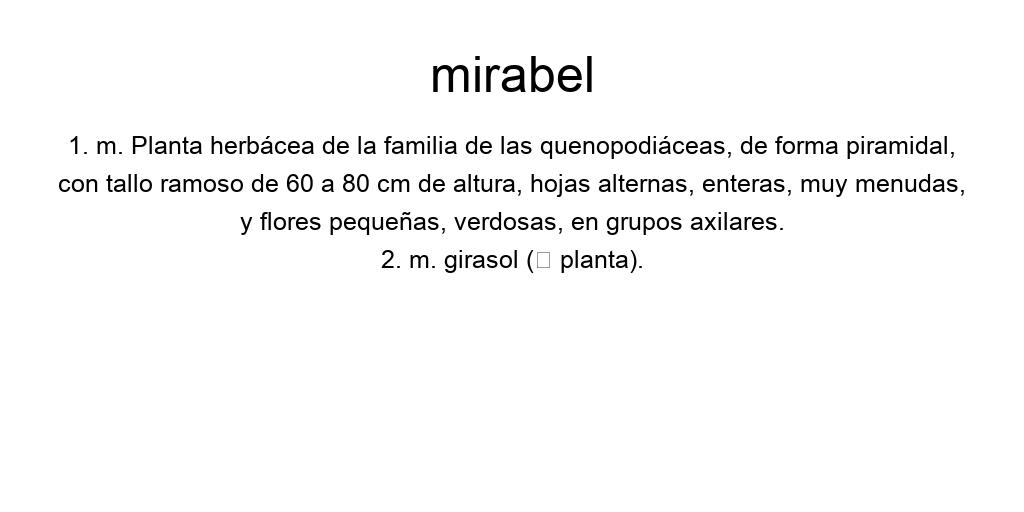 mirabel
1. m. Planta herbácea de la familia de las quenopodiáceas, de forma piramidal,
con tallo ramoso de 60 a 80 cm de altura, hojas alternas, enteras, muy menudas,
y flores pequeñas, verdosas, en grupos axilares.
2. m. girasol (□ planta).